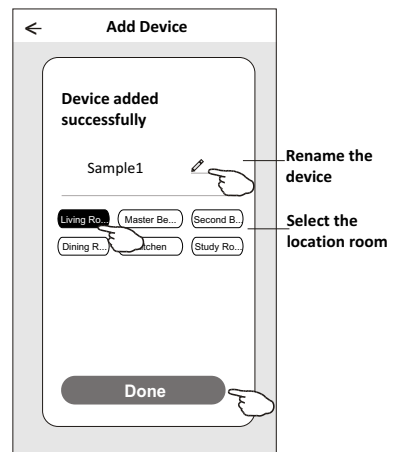 Add Device
Device added
successfully
Sample1
Rename the
device
Living Ro...
Master Be...
Second B...
Select the
location room
Dining R...
Study Ro...
Done